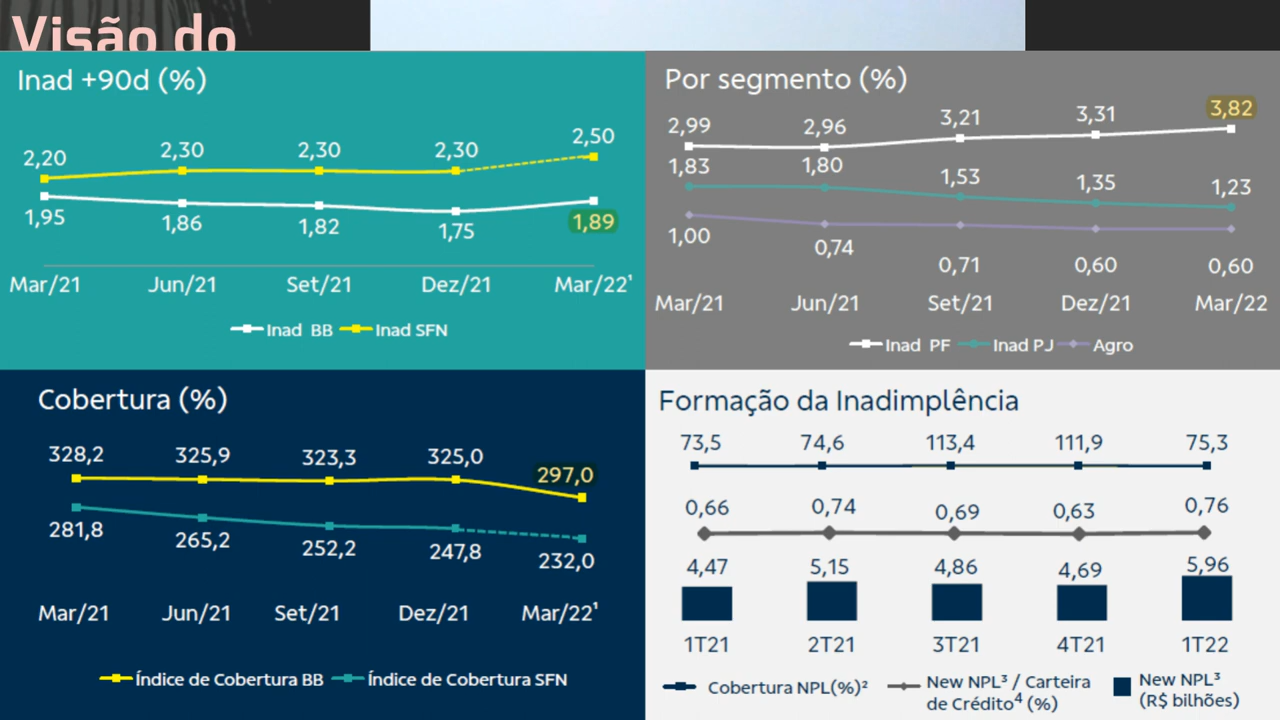 Visão do
Inad +90d (%)
2,20 2,30 2,30 2,30 2,50
1,95 1,86 1,82 1,75 1,89
Mar/21 Jun/21 Set/21 Dez/21 Mar/22¹
Inad BB Inad SFN
Por segmento (%)
2,99 2,96 3,21 3,31 3,82
1,83 1,80 1,53 1,35 1,23
1,00 0,74 0,71 0,60 0,60
Mar/21 Jun/21 Set/21 Dez/21 Mar/22
Inad PF Inad PJ Agro
Cobertura (%)
328,2 325,9 323,3 325,0 297,0
281,8 265,2 252,2 247,8 232,0
Mar/21 Jun/21 Set/21 Dez/21 Mar/22¹
Índice de Cobertura BB Índice de Cobertura SFN
Formação da Inadimplência
73,5 74,6 113,4 111,9 75,3
0,66 0,74 0,69 0,63 0,76
4,47 5,15 4,86 4,69 5,96
1T21 2T21 3T21 4T21 1T22
Cobertura NPL(%)²
New NPL³ / Carteira
de Crédito⁴ (%)
New NPL³
(R$ bilhões)